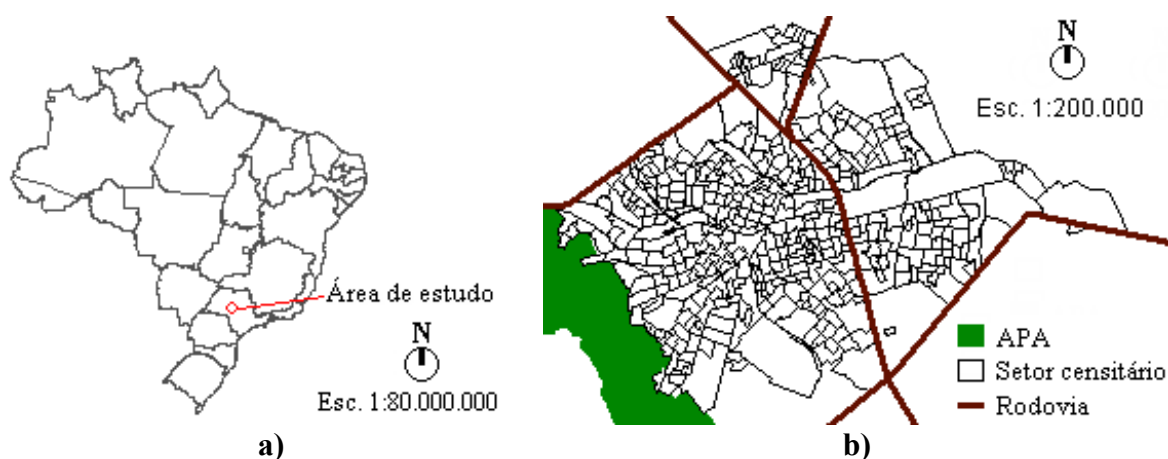 N
Esc. 1:200.000
Área de estudo
N
Esc. 1:80.000.000
APA
Setor censitário
Rodovia
a)
b)